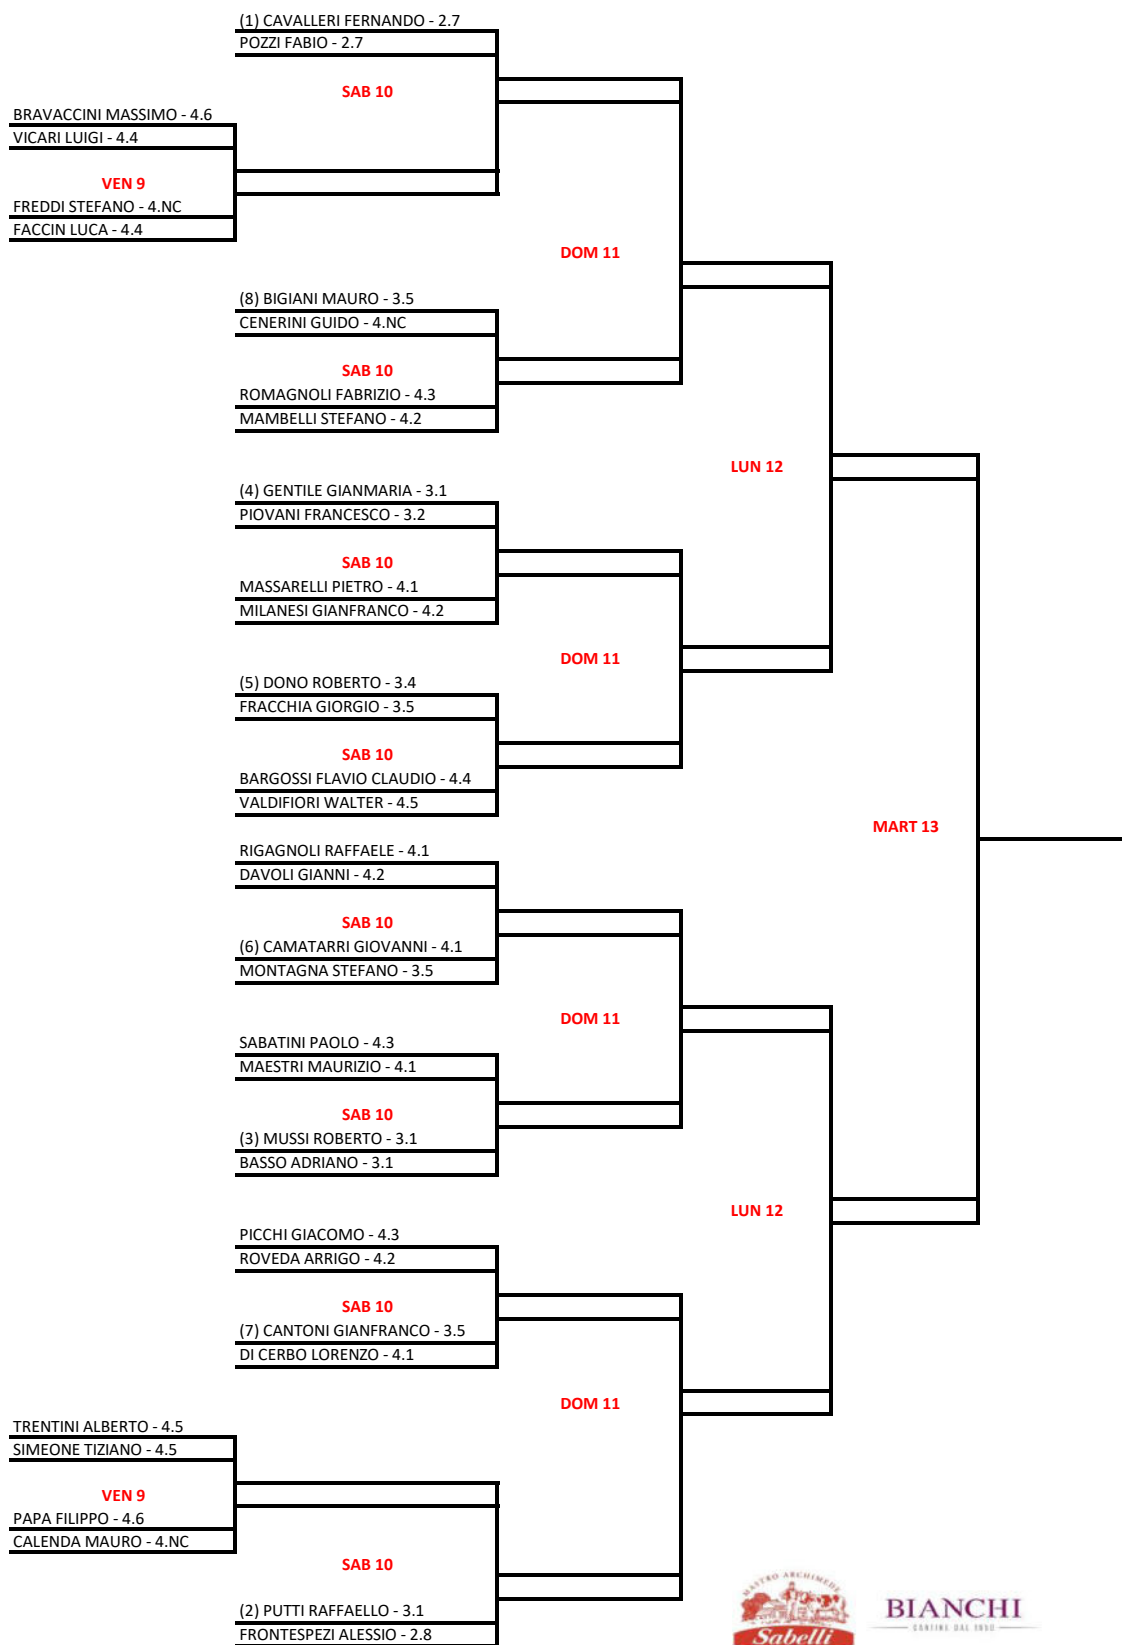 (1) CAVALLERI FERNANDO - 2.7
POZZI FABIO - 2.7
SAB 10
BRAVACCINI MASSIMO - 4.6
VICARI LUIGI - 4.4
VEN 9
FREDDI STEFANO - 4.NC
FACCIN LUCA - 4.4
DOM 11
(8) BIGIANI MAURO - 3.5
CENERINI GUIDO - 4.NC
SAB 10
ROMAGNOLI FABRIZIO - 4.3
MAMBELLI STEFANO - 4.2
LUN 12
(4) GENTILE GIANMARIA - 3.1
PIOVANI FRANCESCO - 3.2
SAB 10
MASSARELLI PIETRO - 4.1
MILANESI GIANFRANCO - 4.2
DOM 11
(5) DONO ROBERTO - 3.4
FRACCHIA GIORGIO - 3.5
SAB 10
BARGOSSI FLAVIO CLAUDIO - 4.4
VALDIFIORI WALTER - 4.5
MART 13
RIGAGNOLI RAFFAELE - 4.1
DAVOLI GIANNI - 4.2
SAB 10
(6) CAMATARRI GIOVANNI - 4.1
MONTAGNA STEFANO - 3.5
DOM 11
SABATINI PAOLO - 4.3
MAESTRI MAURIZIO - 4.1
SAB 10
(3) MUSSI ROBERTO - 3.1
BASSO ADRIANO - 3.1
LUN 12
PICCHI GIACOMO - 4.3
ROVEDA ARRIGO - 4.2
SAB 10
(7) CANTONI GIANFRANCO - 3.5
DI CERBO LORENZO - 4.1
DOM 11
TRENTINI ALBERTO - 4.5
SIMEONE TIZIANO - 4.5
VEN 9
PAPA FILIPPO - 4.6
CALENDA MAURO - 4.NC
SAB 10
(2) PUTTI RAFFAELLO - 3.1
FRONTESPEZI ALESSIO - 2.8
MASTRO ARCHIMEDE
Sabelli
BIANCHI
CANTINE DAL 1950